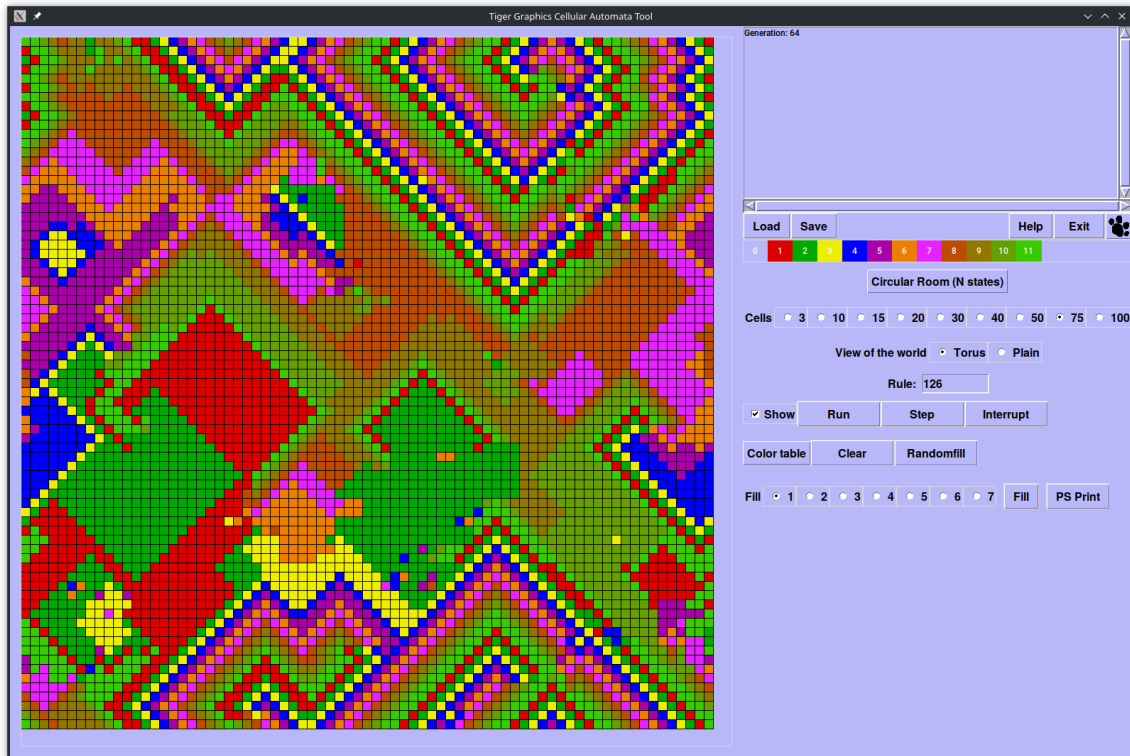 Tiger Graphics Cellular Automata Tool
Generation: 64
Load Save Help Exit
0 1 2 3 4 5 6 7 8 9 10 11
Circular Room (N states)
Cells 3 10 15 20 30 40 50 75 100
View of the world Torus Plain
Rule: 126
Show Run Step Interrupt
Color table Clear Randomfill
Fill 1 2 3 4 5 6 7 Fill PS Print